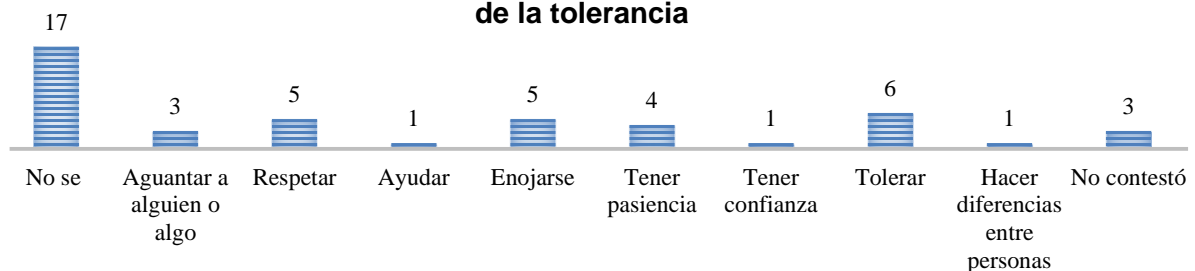 de la tolerancia
17
3
5
1
5
4
1
6
1
3
No se
Aguantar a
alguien o
algo
Respetar
Ayudar
Enojarse
Tener
pasiencia
Tener
confianza
Tolerar
Hacer
diferencias
entre
personas
No contestó